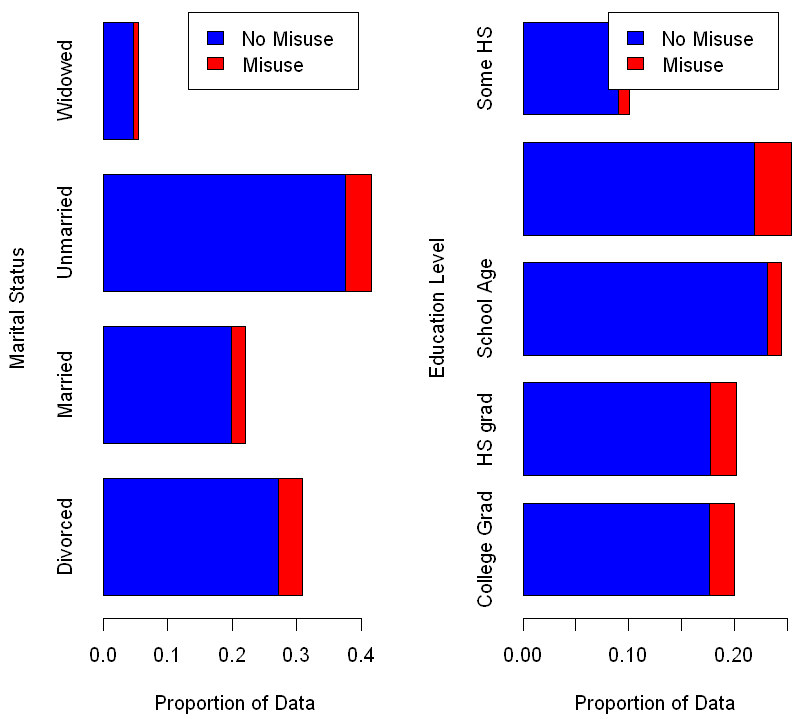 No Misuse
Misuse
Widowed
Unmarried
Married
Divorced
Marital Status
0.0 0.1 0.2 0.3 0.4
Proportion of Data
No Misuse
Misuse
Some HS
School Age
HS grad
College Grad
Education Level
0.00 0.10 0.20
Proportion of Data